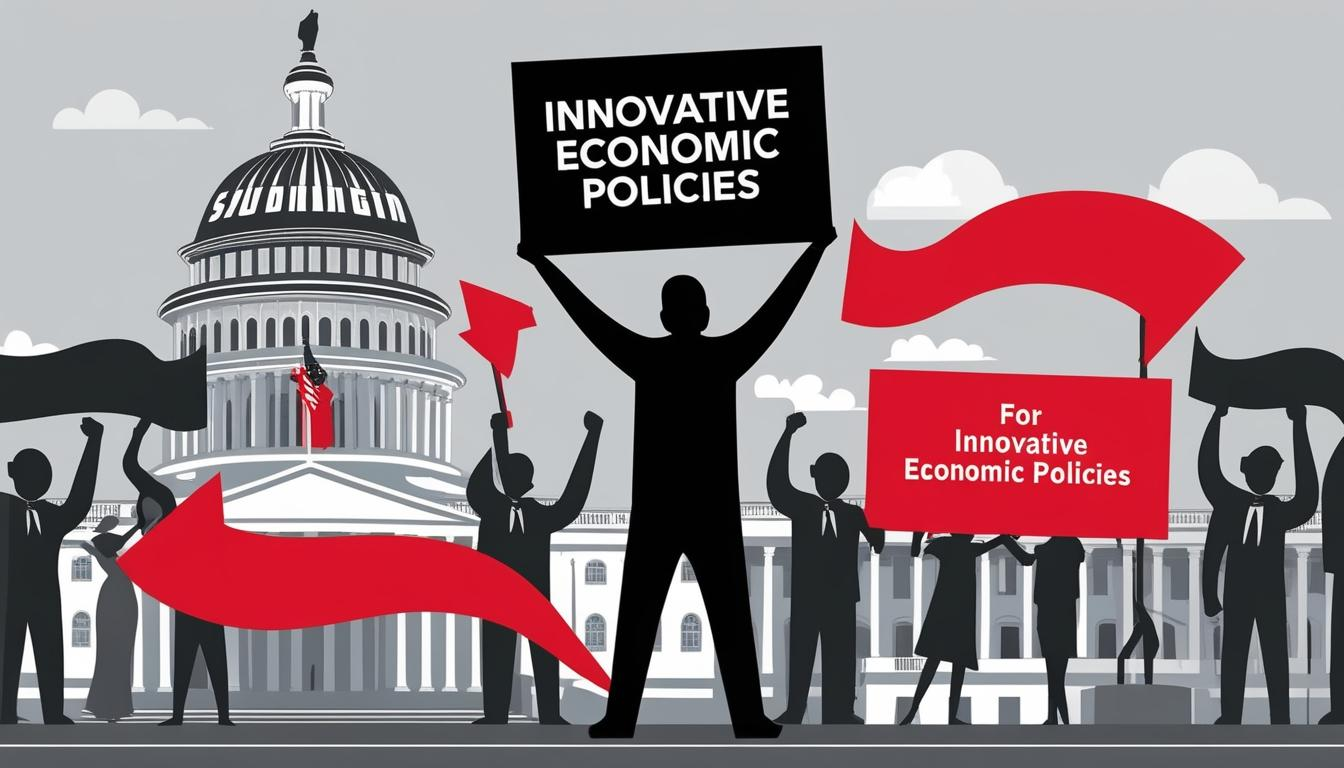 INNOVATIVE
ECONOMIC
POLICIES
For
Innovative
Economic Policies